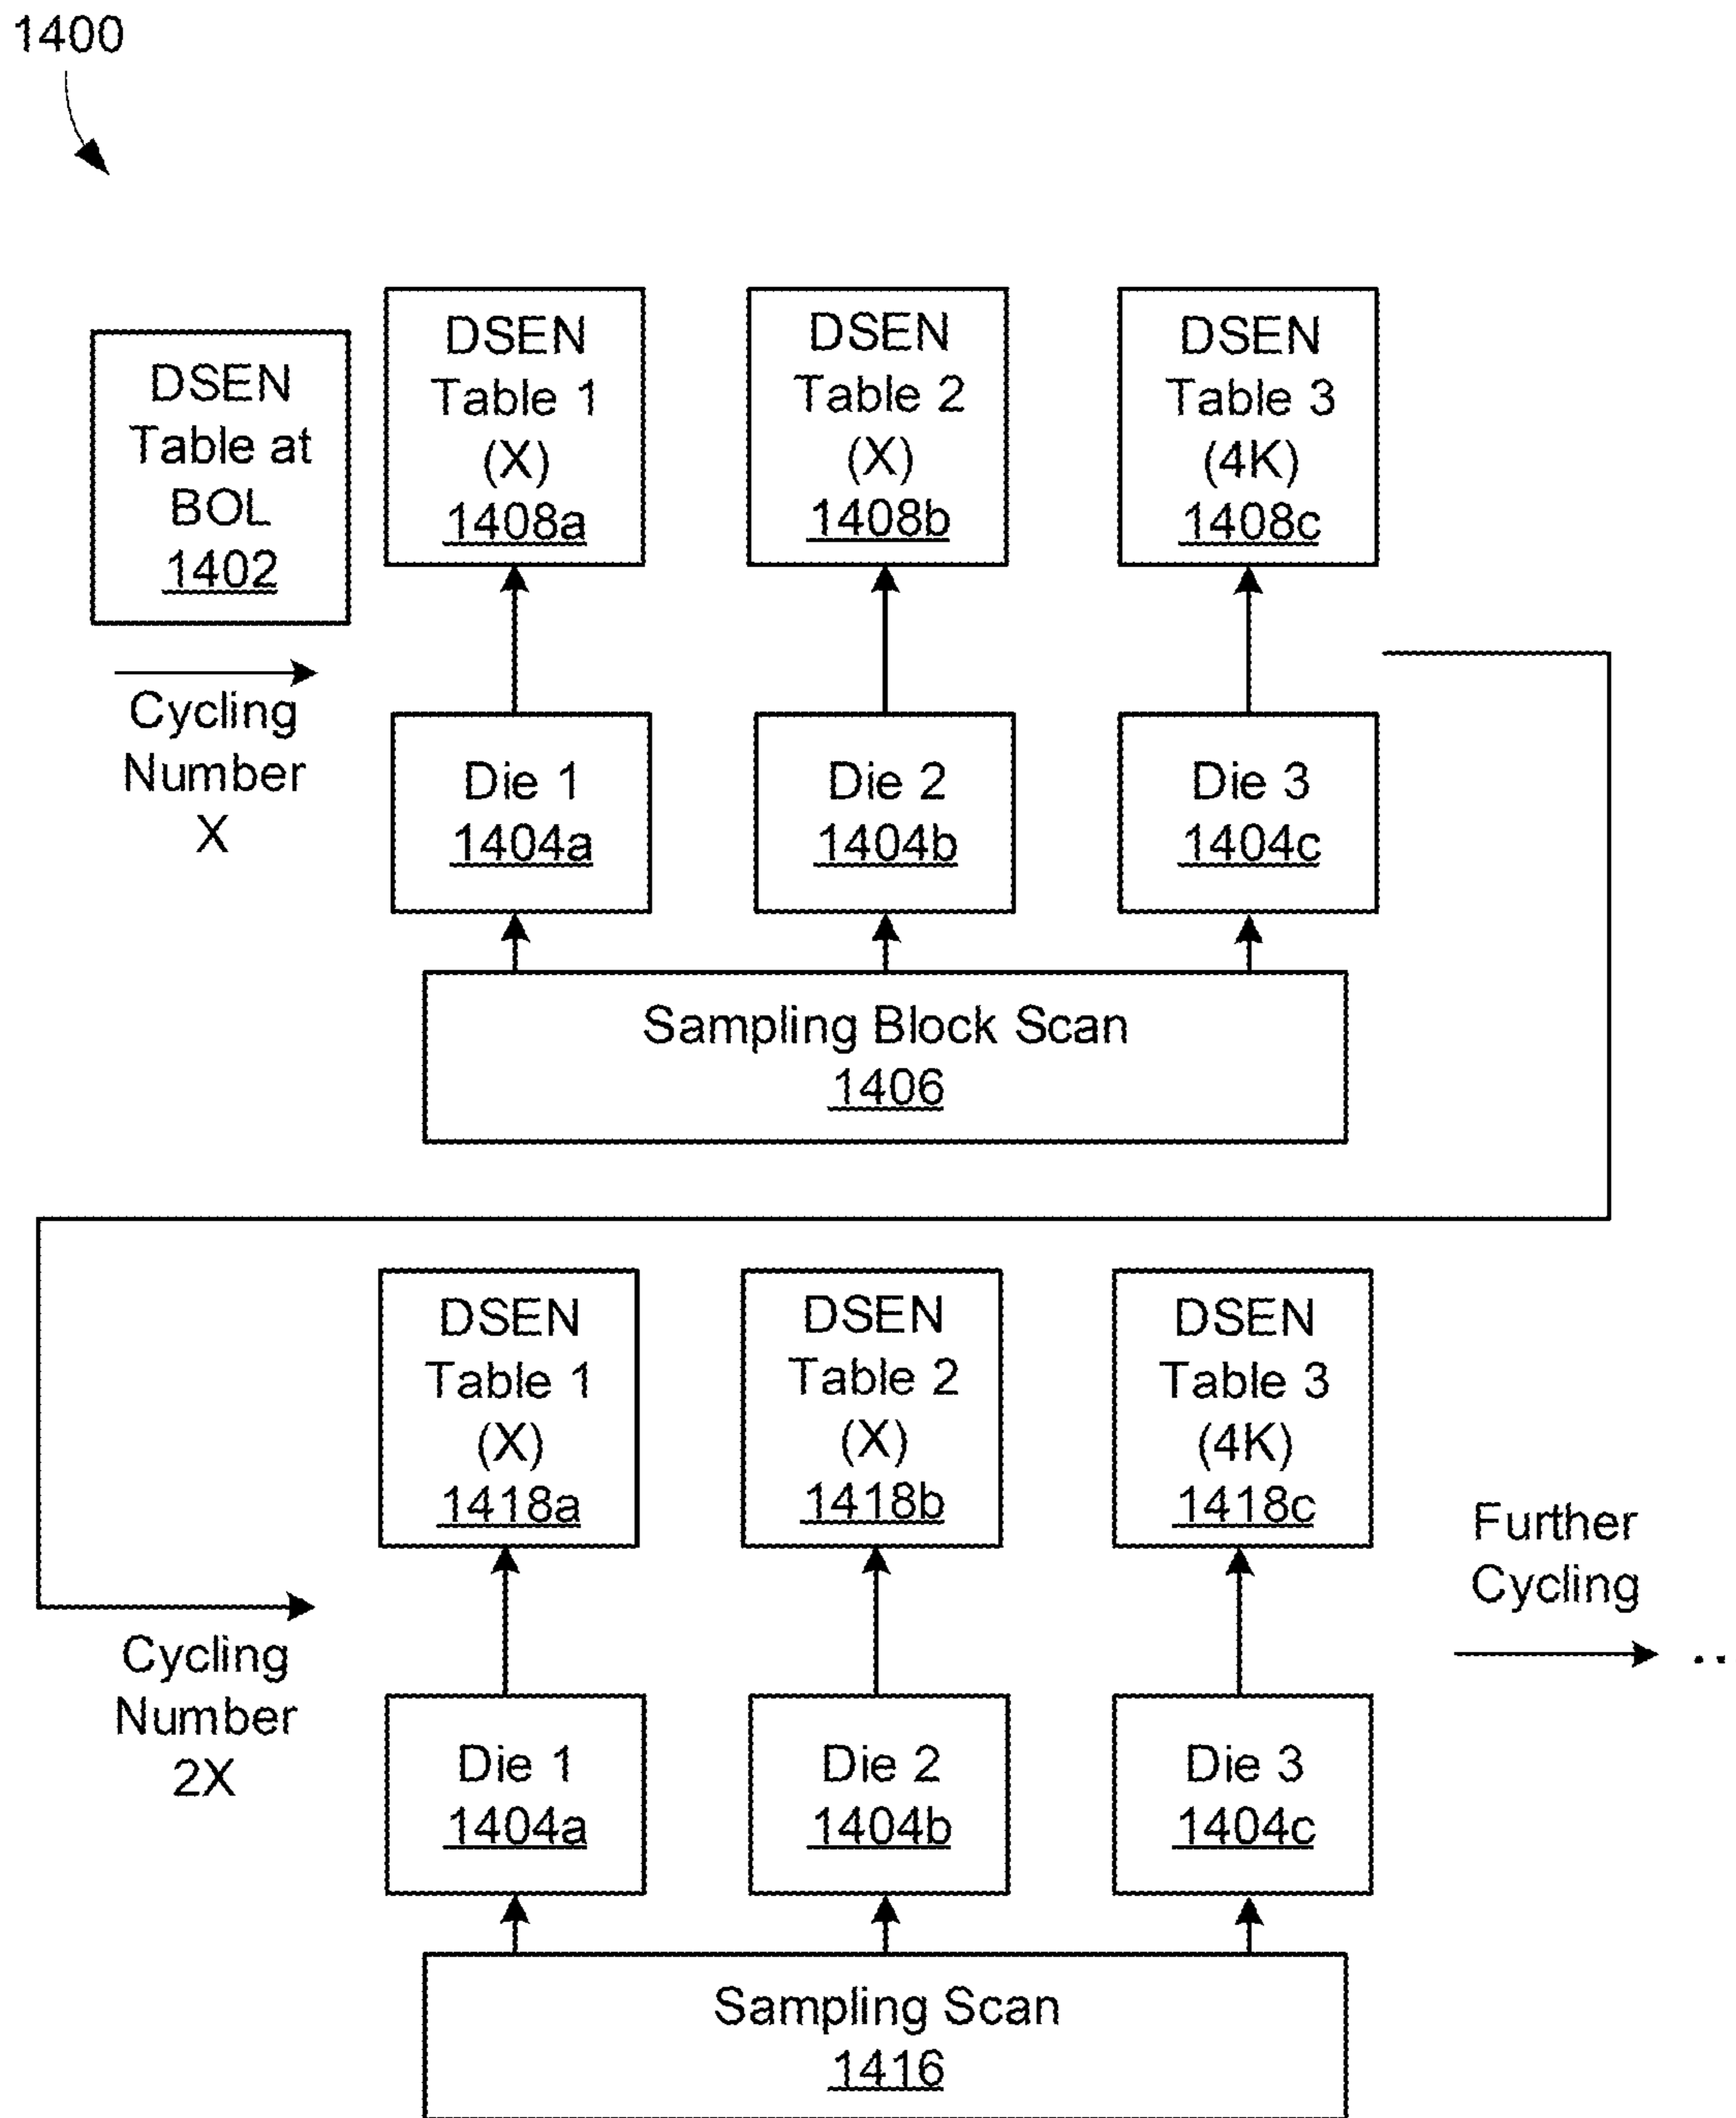 1400
DSEN
Table at
BOL
1402
DSEN
Table 1
(X)
1408a
DSEN
Table 2
(X)
1408b
DSEN
Table 3
(4K)
1408c
Cycling
Number
X
Die 1
1404a
Die 2
1404b
Die 3
1404c
Sampling Block Scan
1406
DSEN
Table 1
(X)
1418a
DSEN
Table 2
(X)
1418b
DSEN
Table 3
(4K)
1418c
Further
Cycling
..
Cycling
Number
2X
Die 1
1404a
Die 2
1404b
Die 3
1404c
Sampling Scan
1416